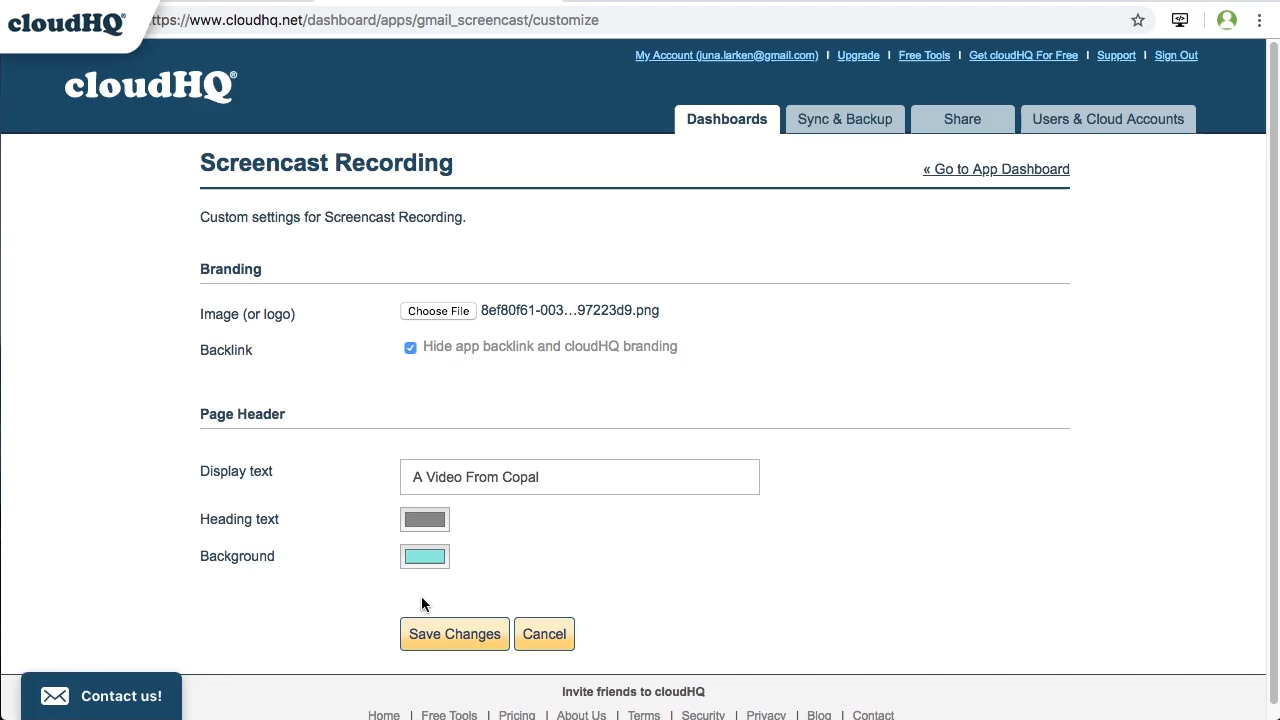 cloudHQ®
ttps://www.cloudhq.net/dashboard/apps/gmail_screencast/customize
My Account (juna.larken@gmail.com) | Upgrade | Free Tools | Get cloudHQ For Free | Support | Sign Out
cloudHQ®
Dashboards Sync & Backup Share Users & Cloud Accounts
Screencast Recording
« Go to App Dashboard
Custom settings for Screencast Recording.
Branding
Image (or logo) Choose File 8ef80f61-003…97223d9.png
Backlink Hide app backlink and cloudHQ branding
Page Header
Display text A Video From Copal
Heading text
Background
Save Changes Cancel
Contact us!
Invite friends to cloudHQ
Home | Free Tools | Pricing | About Us | Terms | Security | Privacy | Blog | Contact